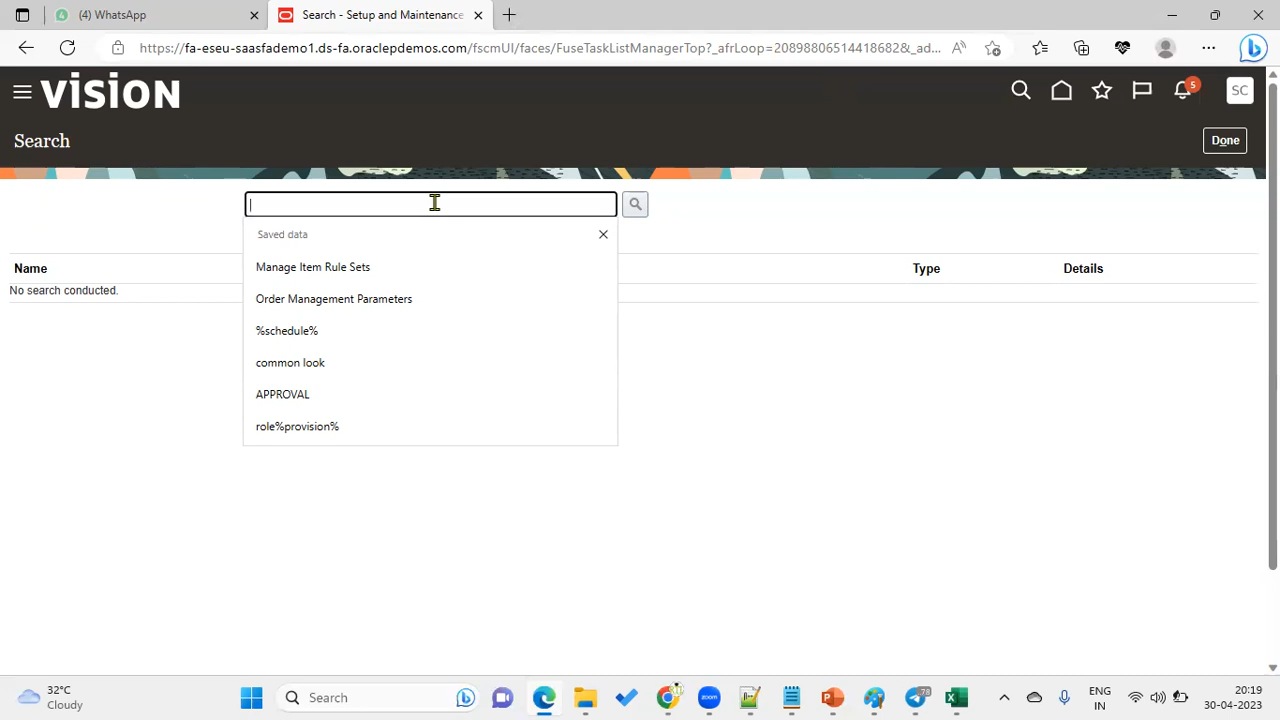 (4) WhatsApp
Search - Setup and Maintenance
https://fa-eseu-saasfademo1.ds-fa.oraclepdemos.com/fscmUI/faces/FuseTaskListManagerTop?_afrLoop=20898806514418682&_ad...
VISION
5
SC
Search
Done
Saved data
Manage Item Rule Sets
Order Management Parameters
%schedule%
common look
APPROVAL
role%provision%
Name
Type
Details
No search conducted.
32°C
Cloudy
Search
78
ENG
IN
20:19
30-04-2023